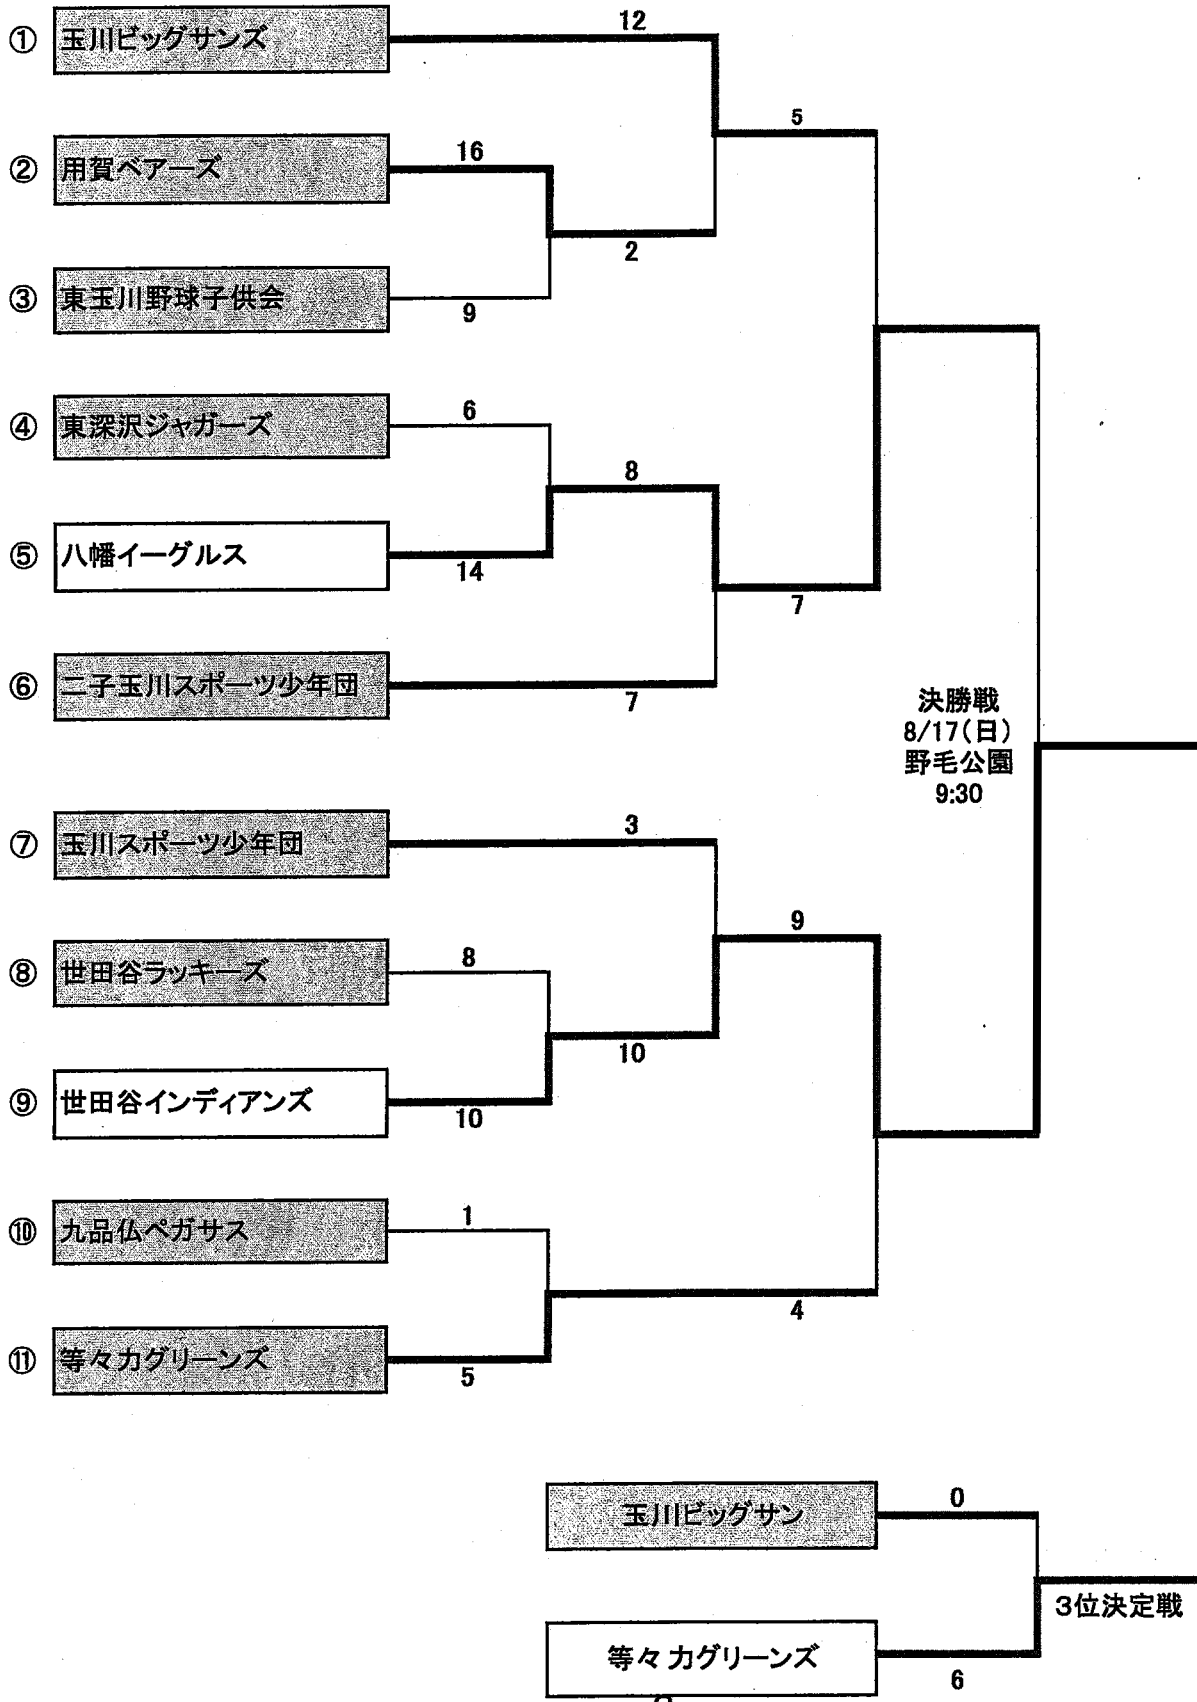 12
① 玉川ビッグサンズ
5
16
② 用賀ベアーズ
2
③ 東玉川野球子供会
9
6
④ 東深沢ジャガーズ
8
⑤ 八幡イーグルス
14
7
⑥ 二子玉川スポーツ少年団
7
決勝戦
8/17(日)
野毛公園
9:30
3
⑦ 玉川スポーツ少年団
9
8
⑧ 世田谷ラッキーズ
10
⑨ 世田谷インディアンズ
10
1
⑩ 九品仏ペガサス
4
⑪ 等々力グリーンズ
5
0
玉川ビッグサン
3位決定戦
等々力グリーンズ
6